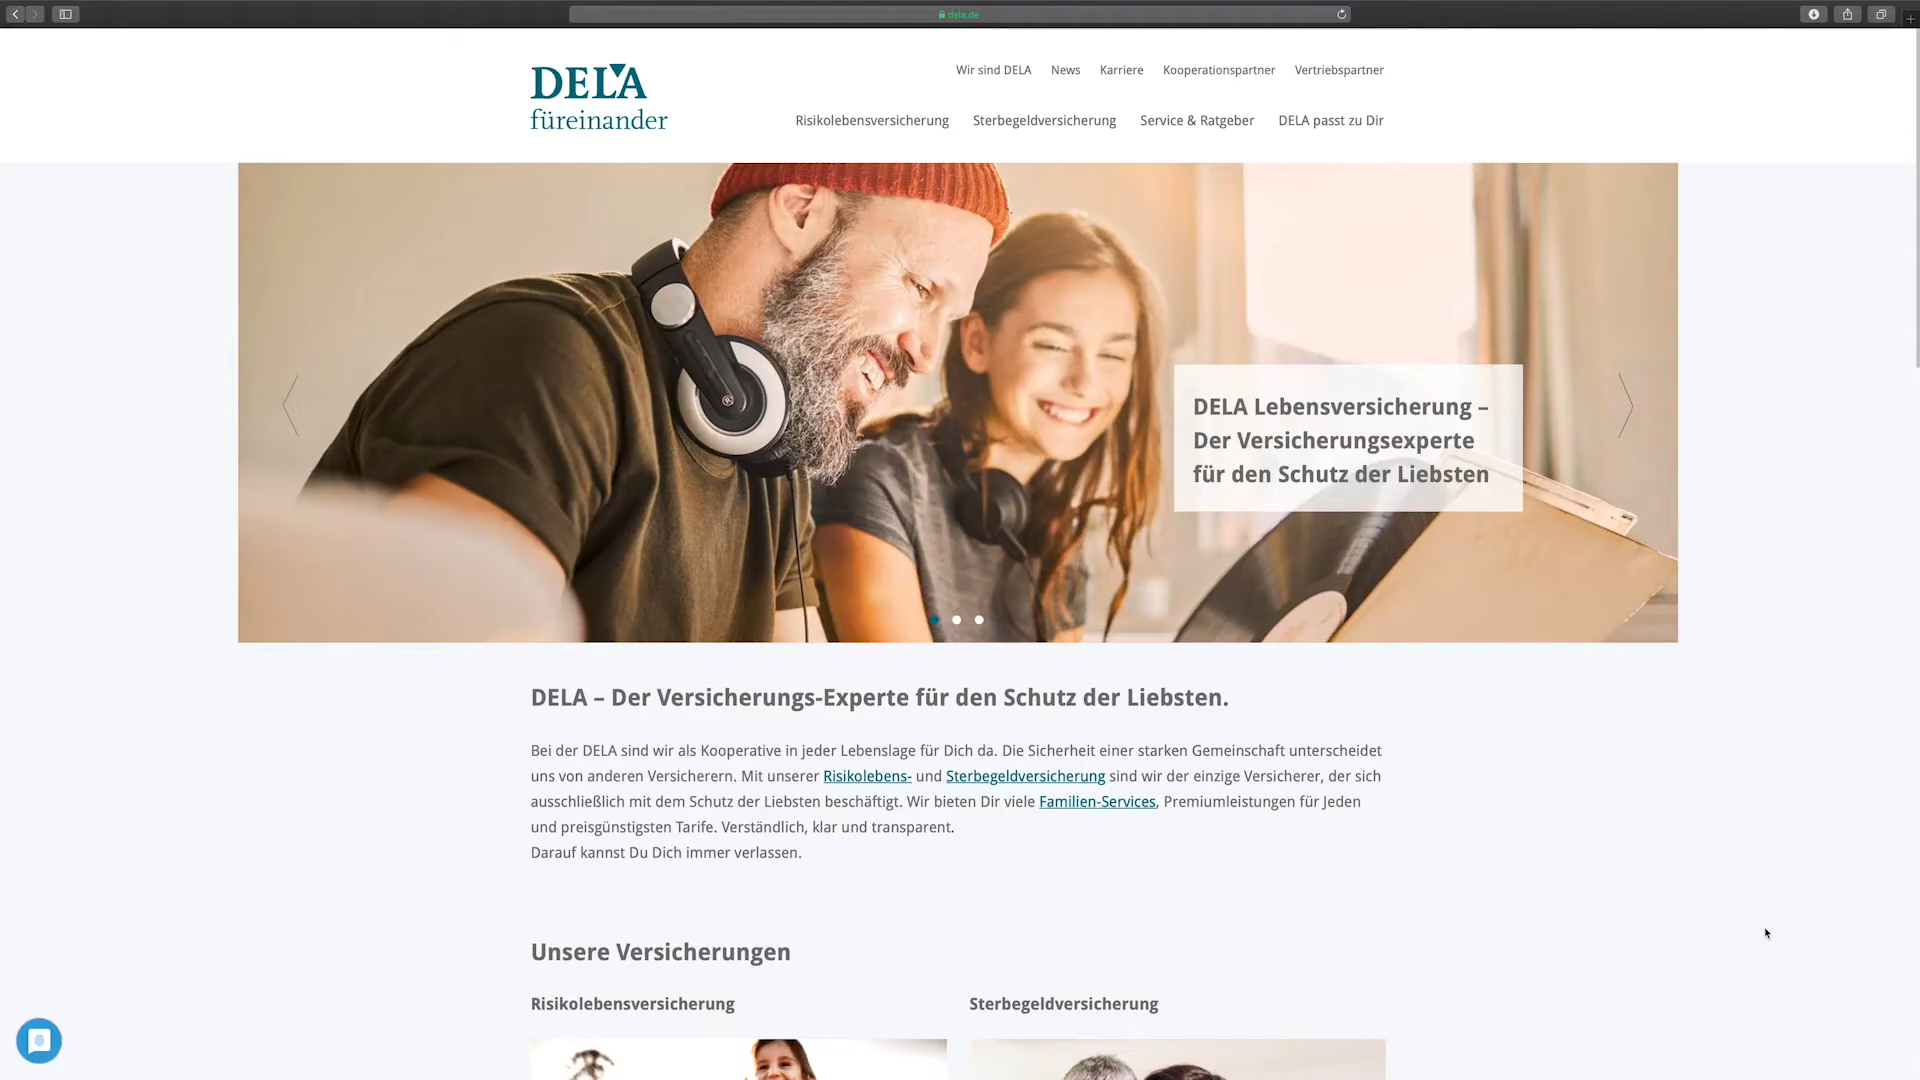 dela.de
DELA
füreinander
Wir sind DELA News Karriere Kooperationspartner Vertriebspartner
Risikolebensversicherung Sterbegeldversicherung Service & Ratgeber DELA passt zu Dir
DELA Lebensversicherung –
Der Versicherungsexperte
für den Schutz der Liebsten
DELA – Der Versicherungs-Experte für den Schutz der Liebsten.
Bei der DELA sind wir als Kooperative in jeder Lebenslage für Dich da. Die Sicherheit einer starken Gemeinschaft unterscheidet
uns von anderen Versicherern. Mit unserer Risikolebens- und Sterbegeldversicherung sind wir der einzige Versicherer, der sich
ausschließlich mit dem Schutz der Liebsten beschäftigt. Wir bieten Dir viele Familien-Services, Premiumleistungen für Jeden
und preisgünstigsten Tarife. Verständlich, klar und transparent.
Darauf kannst Du Dich immer verlassen.
Unsere Versicherungen
Risikolebensversicherung Sterbegeldversicherung